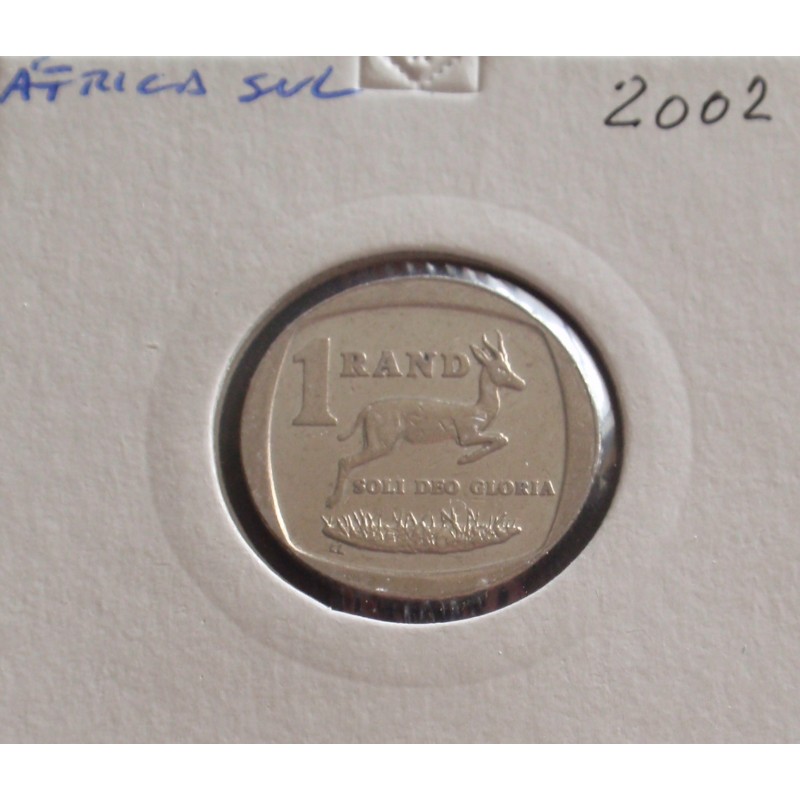 ÁFRICA SUL 2002
1 RAND
SOLI DEO GLORIA